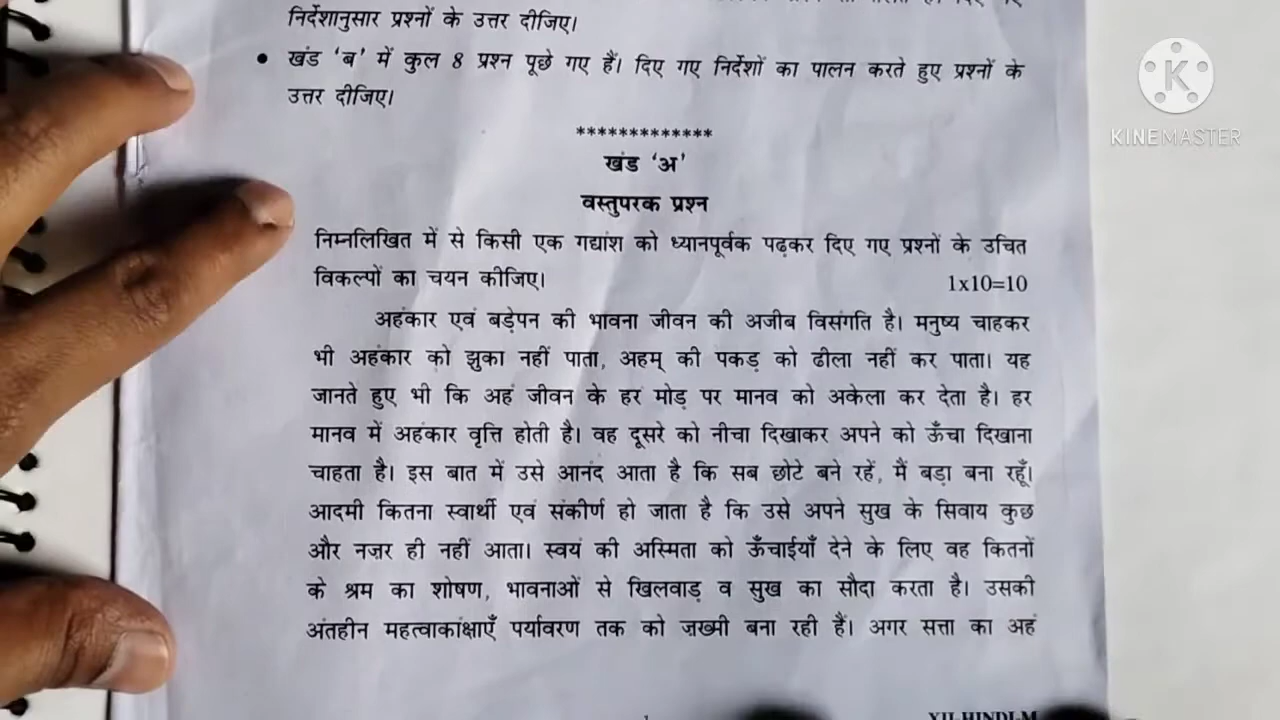 निर्देशानुसार प्रश्नों के उत्तर दीजिए।
• खंड ‘ब’ में कुल 8 प्रश्न पूछे गए हैं। दिए गए निर्देशों का पालन करते हुए प्रश्नों के
उत्तर दीजिए।
*************
खंड ‘अ’
वस्तुपरक प्रश्न
निम्नलिखित में से किसी एक गद्यांश को ध्यानपूर्वक पढ़कर दिए गए प्रश्नों के उचित
विकल्पों का चयन कीजिए। 1x10=10
अहंकार एवं बड़ेपन की भावना जीवन की अजीब विसंगति है। मनुष्य चाहकर
भी अहंकार को झुका नहीं पाता, अहम् की पकड़ को ढीला नहीं कर पाता। यह
जानते हुए भी कि अहं जीवन के हर मोड़ पर मानव को अकेला कर देता है। हर
मानव में अहंकार वृत्ति होती है। वह दूसरे को नीचा दिखाकर अपने को ऊँचा दिखाना
चाहता है। इस बात में उसे आनंद आता है कि सब छोटे बने रहें, मैं बड़ा बना रहूँ।
आदमी कितना स्वार्थी एवं संकीर्ण हो जाता है कि उसे अपने सुख के सिवाय कुछ
और नज़र ही नहीं आता। स्वयं की अस्मिता को ऊँचाईयाँ देने के लिए वह कितनों
के श्रम का शोषण, भावनाओं से खिलवाड़ व सुख का सौदा करता है। उसकी
अंतहीन महत्वाकांक्षाएँ पर्यावरण तक को ज़ख्मी बना रही हैं। अगर सत्ता का अहं
XII-HINDI-M
KINEMASTER